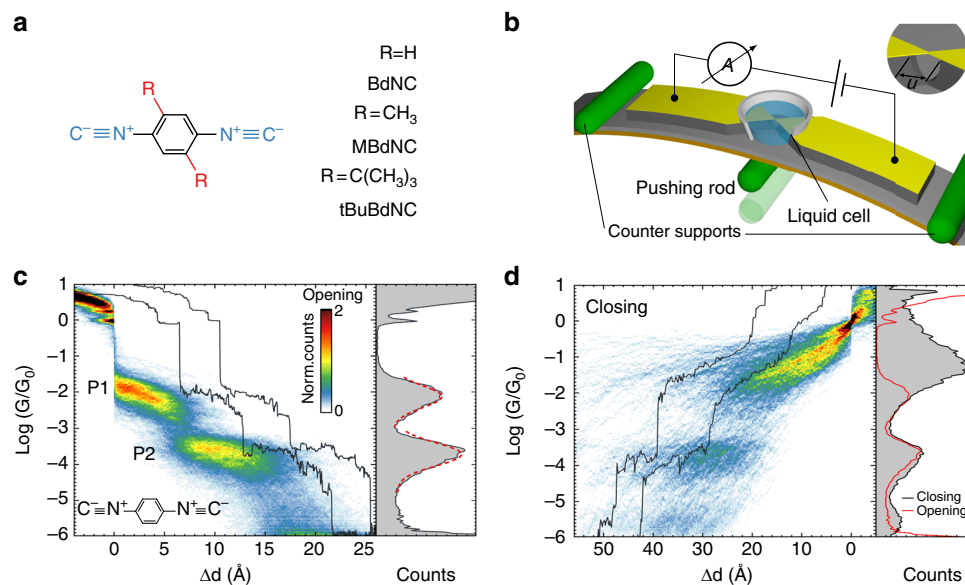 a
R
C⁻≡N⁺
N⁺≡C⁻
R
R=H
BdNC
R=CH₃
MBdNC
R=C(CH₃)₃
tBuBdNC
b
A
u
Pushing rod
Liquid cell
Counter supports
c
Log (G/G₀)
1
0
−1
−2
−3
−4
−5
−6
P1
P2
Opening
Norm.counts
2
0
C⁻≡N⁺
N⁺≡C⁻
0 5 10 15 20 25
Δd (Å)
Counts
d
Log (G/G₀)
1
0
−1
−2
−3
−4
−5
−6
Closing
Closing
Opening
50 40 30 20 10 0
Δd (Å)
Counts